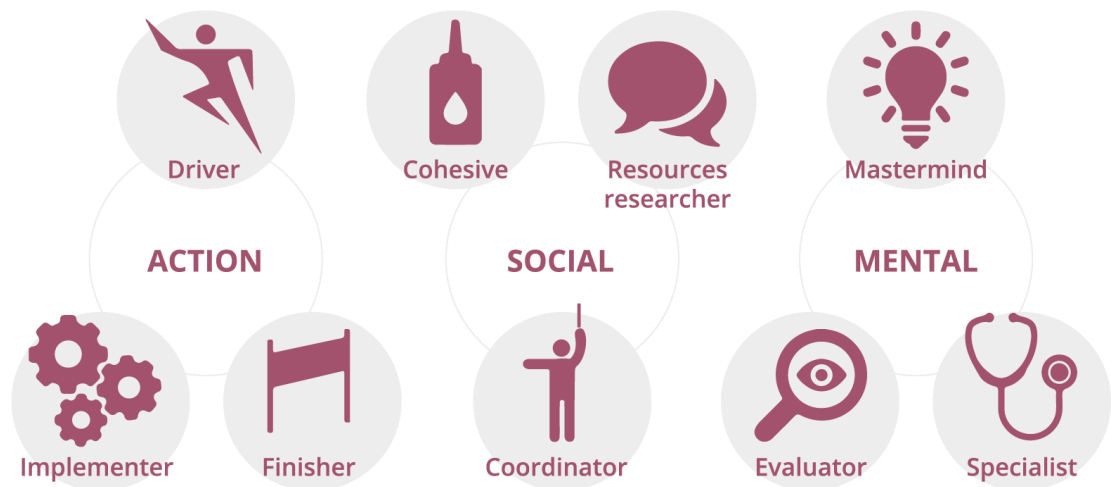 Driver
Cohesive
Resources
researcher
Mastermind
ACTION
SOCIAL
MENTAL
Implementer
Finisher
Coordinator
Evaluator
Specialist